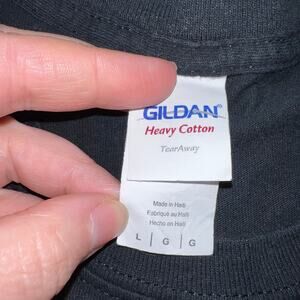 GILDAN®
Heavy Cotton
TearAway
Made in Haiti
Fabriqué au Haïti
Hecho en Haití
L | G | G